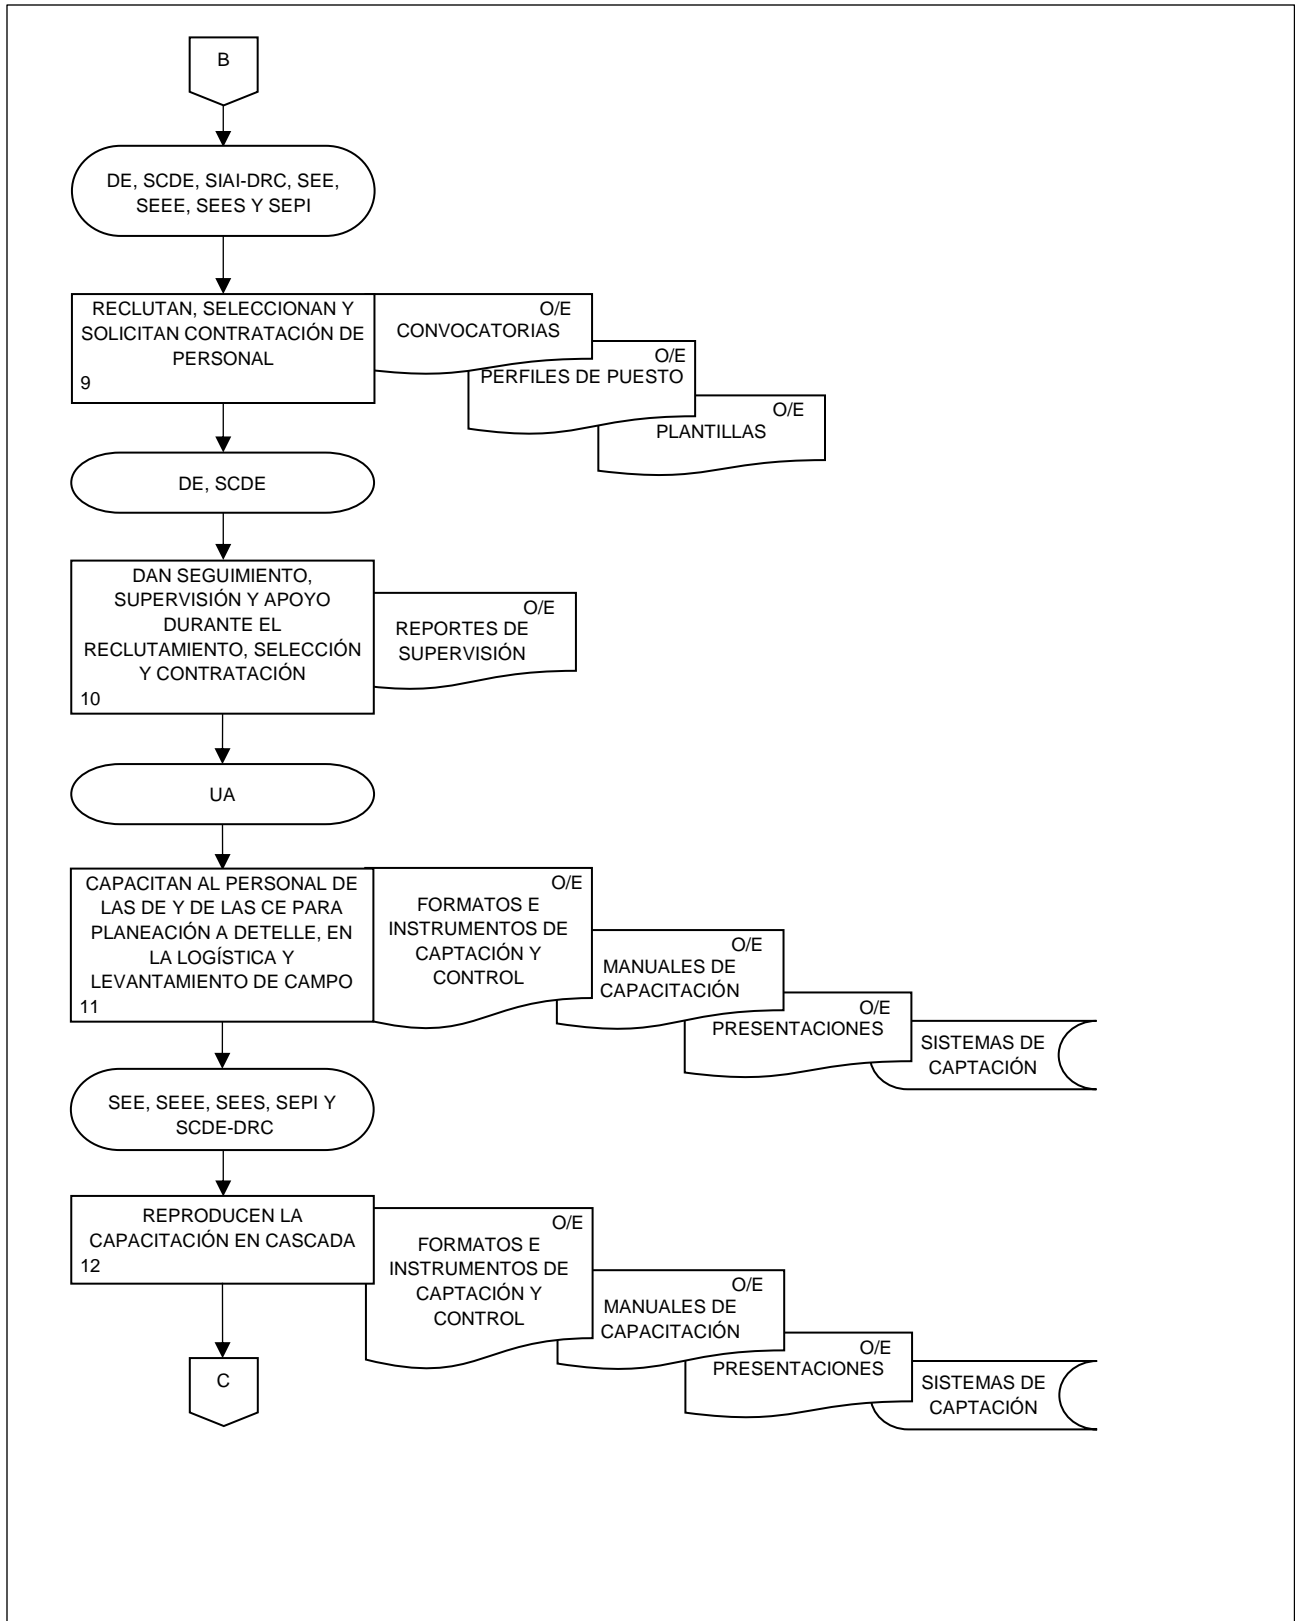 B
DE, SCDE, SIAI-DRC, SEE,
SEEE, SEES Y SEPI
RECLUTAN, SELECCIONAN Y
SOLICITAN CONTRATACIÓN DE
PERSONAL
9
O/E
CONVOCATORIAS
O/E
PERFILES DE PUESTO
O/E
PLANTILLAS
DE, SCDE
DAN SEGUIMIENTO,
SUPERVISIÓN Y APOYO
DURANTE EL
RECLUTAMIENTO, SELECCIÓN
Y CONTRATACIÓN
10
O/E
REPORTES DE
SUPERVISIÓN
UA
CAPACITAN AL PERSONAL DE
LAS DE Y DE LAS CE PARA
PLANEACIÓN A DETELLE, EN
LA LOGÍSTICA Y
LEVANTAMIENTO DE CAMPO
11
O/E
FORMATOS E
INSTRUMENTOS DE
CAPTACIÓN Y
CONTROL
O/E
MANUALES DE
CAPACITACIÓN
O/E
PRESENTACIONES
SISTEMAS DE
CAPTACIÓN
SEE, SEEE, SEES, SEPI Y
SCDE-DRC
REPRODUCEN LA
CAPACITACIÓN EN CASCADA
12
O/E
FORMATOS E
INSTRUMENTOS DE
CAPTACIÓN Y
CONTROL
O/E
MANUALES DE
CAPACITACIÓN
O/E
PRESENTACIONES
SISTEMAS DE
CAPTACIÓN
C